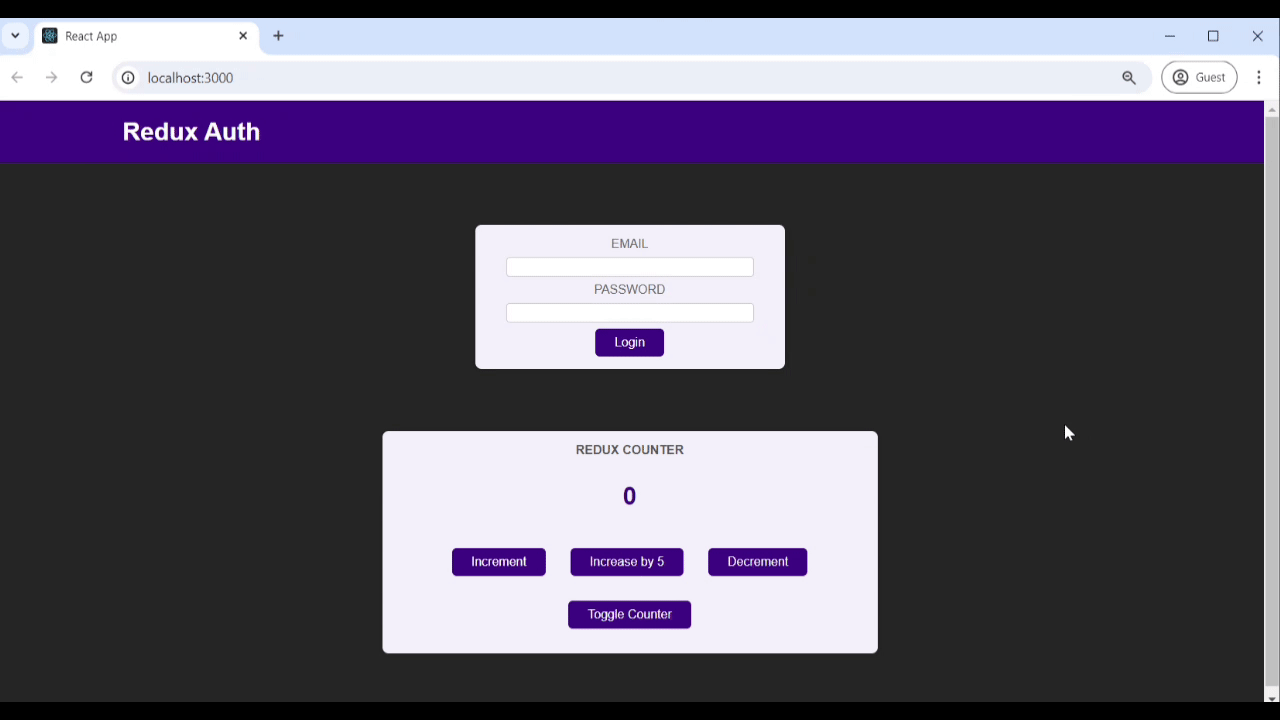 React App
localhost:3000
Guest
Redux Auth
EMAIL
PASSWORD
Login
REDUX COUNTER
0
Increment Increase by 5 Decrement
Toggle Counter